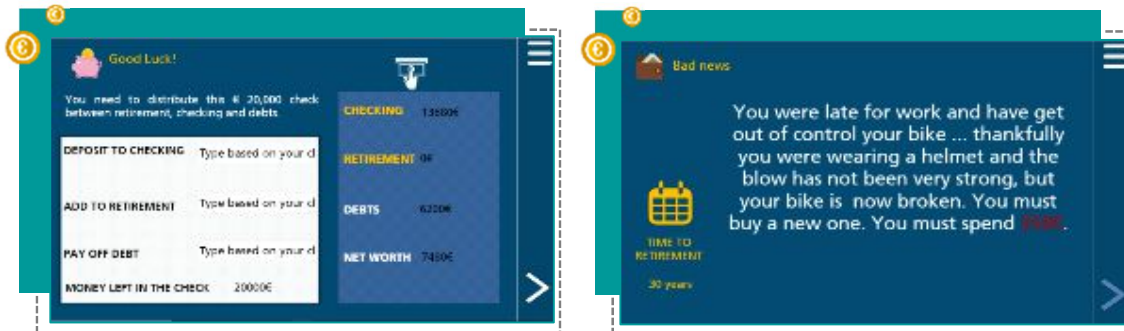 Good Luck!
You need to distribute this € 20,000 check
between retirement, checking and debts
DEPOSIT TO CHECKING Type based on your cl
ADD TO RETIREMENT Type based on your cl
PAY OFF DEBT Type based on your cl
MONEY LEFT IN THE CHECK 20000€
CHECKING 13680€
RETIREMENT 0€
DEBTS 6200€
NET WORTH 7480€
Bad news
You were late for work and have get
out of control your bike ... thankfully
you were wearing a helmet and the
blow has not been very strong, but
your bike is now broken. You must
buy a new one. You must spend
TIME TO
RETIREMENT
30 years